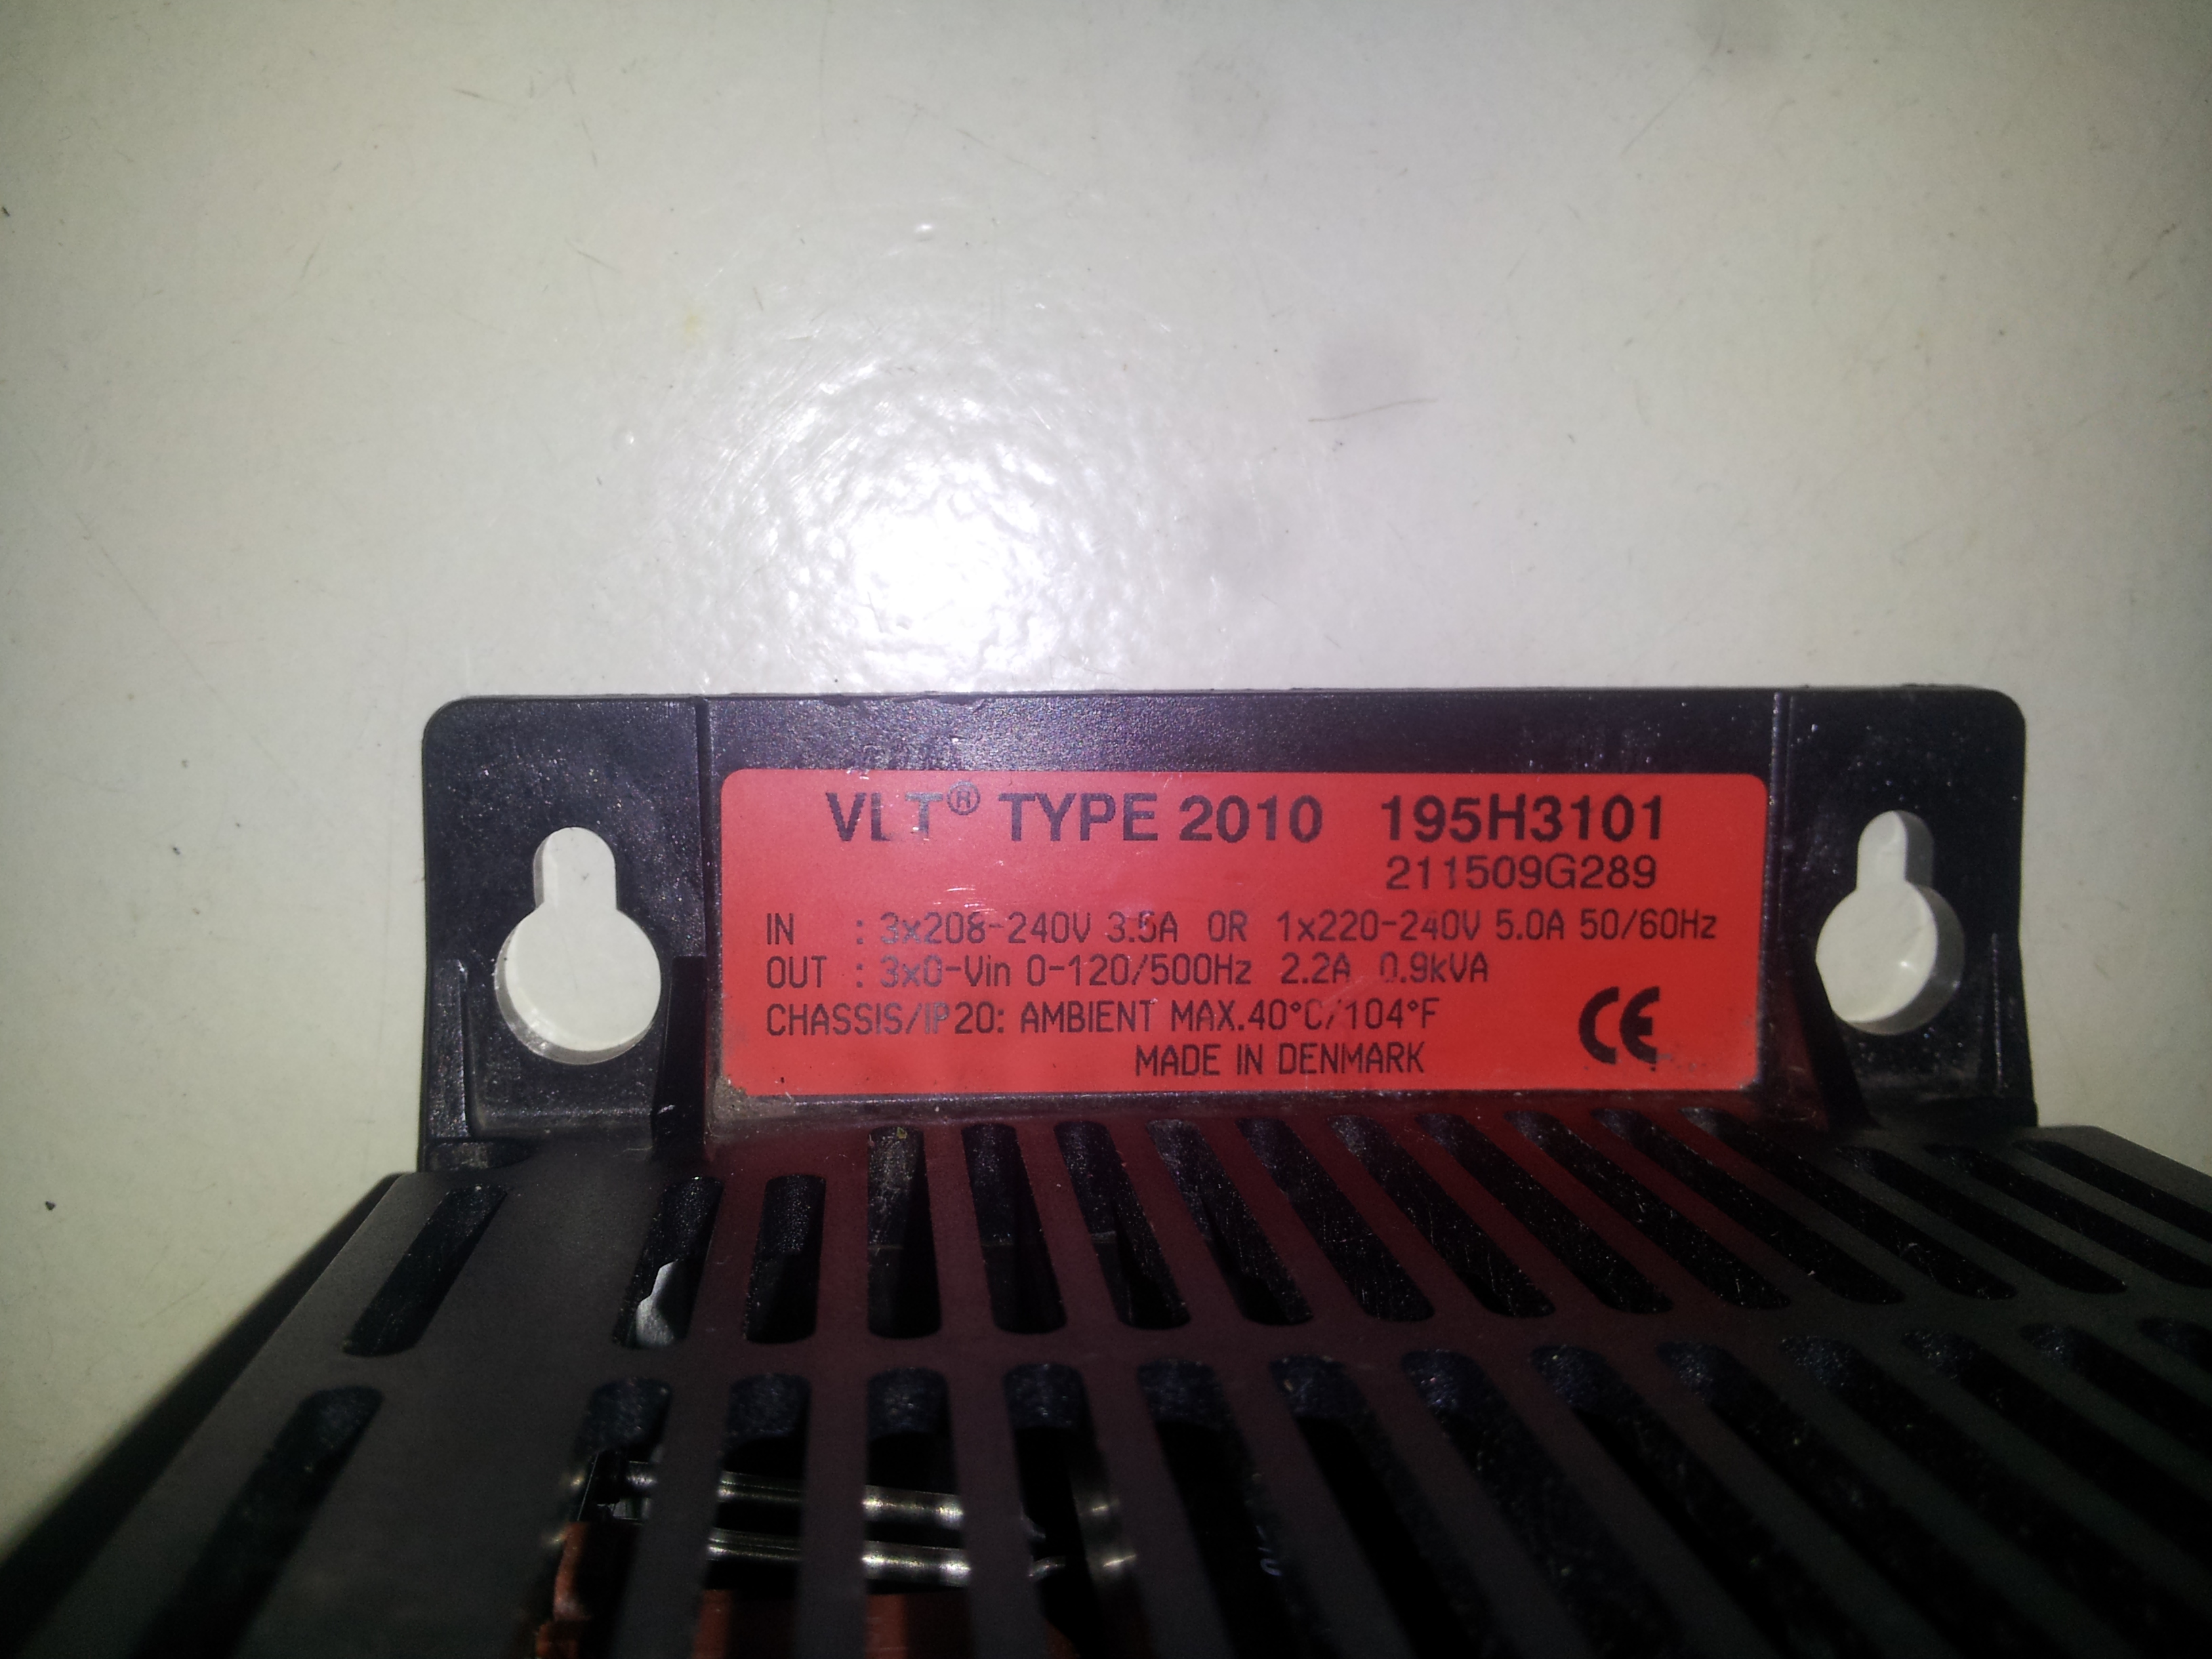 VLT® TYPE 2010 195H3101
211509G289
IN : 3x208-240V 3.5A OR 1x220-240V 5.0A 50/60Hz
OUT : 3x0-Vin 0-120/500Hz 2.2A 0.9kVA
CHASSIS/IP20: AMBIENT MAX.40°C/104°F
MADE IN DENMARK
CE